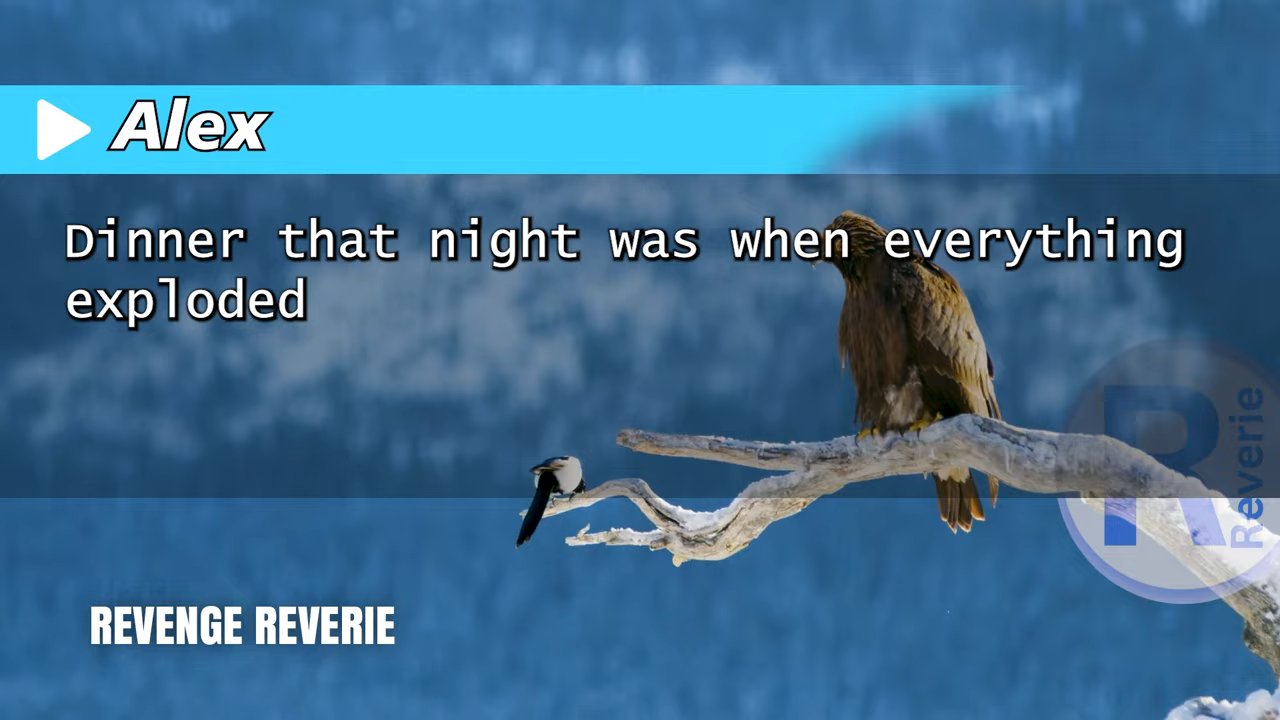 Alex
Dinner that night was when everything
exploded
R
Reverie
REVENGE REVERIE